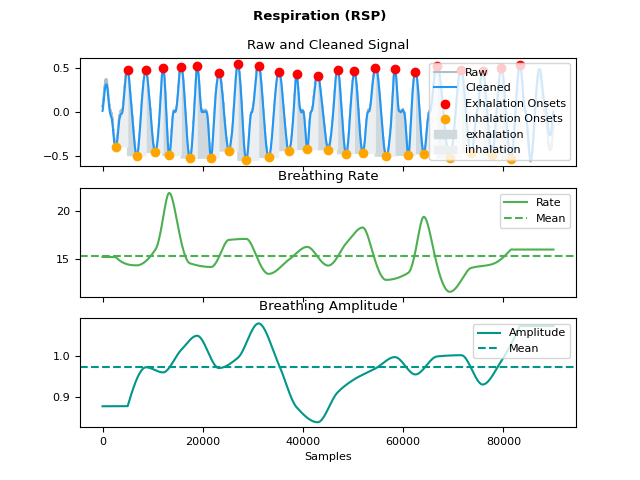 Respiration (RSP)
Raw and Cleaned Signal
0.5
0.0
−0.5
Raw
Cleaned
Exhalation Onsets
Inhalation Onsets
exhalation
inhalation
Breathing Rate
20
15
Rate
Mean
Breathing Amplitude
1.0
0.9
Amplitude
Mean
0
20000
40000
60000
80000
Samples